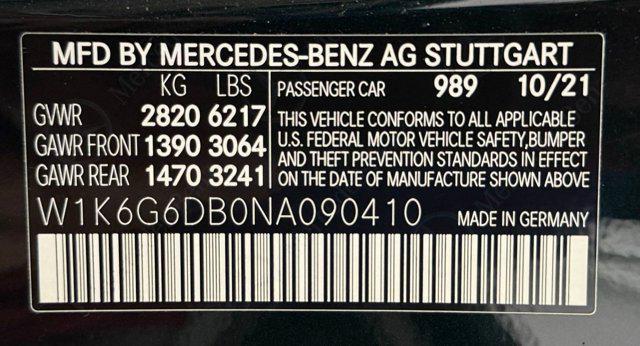 MFD BY MERCEDES-BENZ AG STUTTGART
KG LBS
GVWR 2820 6217
GAWR FRONT 1390 3064
GAWR REAR 1470 3241
PASSENGER CAR 989 10/21
THIS VEHICLE CONFORMS TO ALL APPLICABLE
U.S. FEDERAL MOTOR VEHICLE SAFETY,BUMPER
AND THEFT PREVENTION STANDARDS IN EFFECT
ON THE DATE OF MANUFACTURE SHOWN ABOVE
W1K6G6DB0NA090410
MADE IN GERMANY